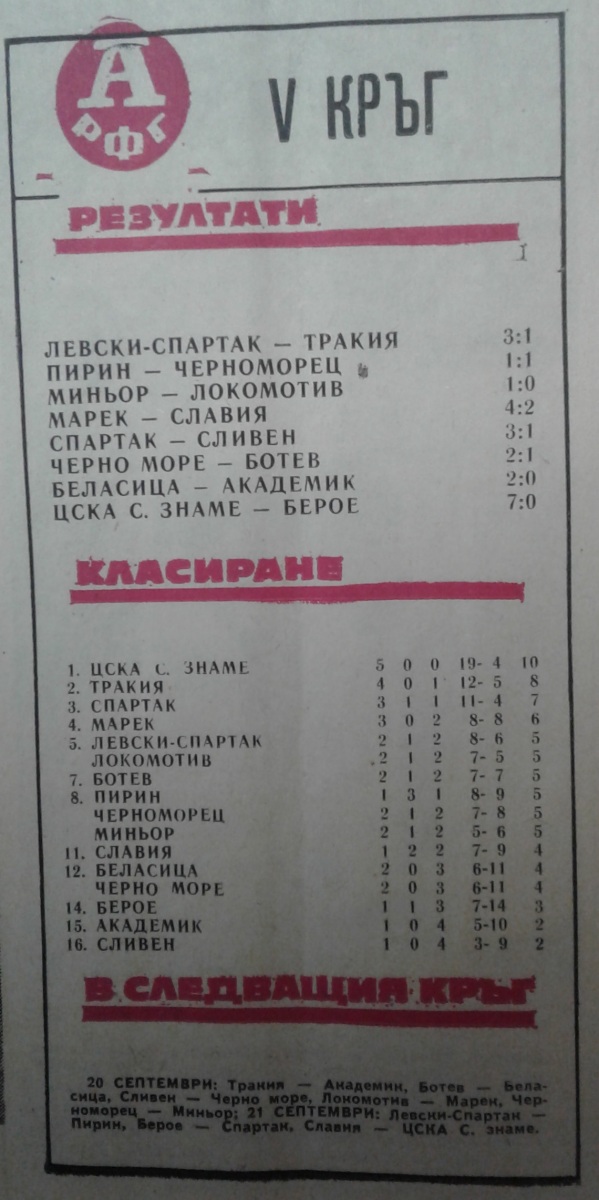 А
РФГ
V КРЪГ
РЕЗУЛТАТИ
ЛЕВСКИ-СПАРТАК — ТРАКИЯ 3:1
ПИРИН — ЧЕРНОМОРЕЦ 1:1
МИНЬОР — ЛОКОМОТИВ 1:0
МАРЕК — СЛАВИЯ 4:2
СПАРТАК — СЛИВЕН 3:1
ЧЕРНО МОРЕ — БОТЕВ 2:1
БЕЛАСИЦА — АКАДЕМИК 2:0
ЦСКА С. ЗНАМЕ — БЕРОЕ 7:0
КЛАСИРАНЕ
1. ЦСКА С. ЗНАМЕ 5 0 0 19- 4 10
2. ТРАКИЯ 4 0 1 12- 5 8
3. СПАРТАК 3 1 1 11- 4 7
4. МАРЕК 3 0 2 8- 8 6
5. ЛЕВСКИ-СПАРТАК 2 1 2 8- 6 5
ЛОКОМОТИВ 2 1 2 7- 5 5
7. БОТЕВ 2 1 2 7- 7 5
8. ПИРИН 1 3 1 8- 9 5
ЧЕРНОМОРЕЦ 2 1 2 7- 8 5
МИНЬОР 2 1 2 5- 6 5
11. СЛАВИЯ 1 2 2 7- 9 4
12. БЕЛАСИЦА 2 0 3 6-11 4
ЧЕРНО МОРЕ 2 0 3 6-11 4
14. БЕРОЕ 1 1 3 7-14 3
15. АКАДЕМИК 1 0 4 5-10 2
16. СЛИВЕН 1 0 4 3- 9 2
В СЛЕДВАЩИЯ КРЪГ
20 СЕПТЕМВРИ: Тракия — Академик, Ботев — Бела-
сица, Сливен — Черно море, Локомотив — Марек, Чер-
номорец — Миньор; 21 СЕПТЕМВРИ: Левски-Спартак —
Пирин, Берое — Спартак, Славия — ЦСКА С. знаме.